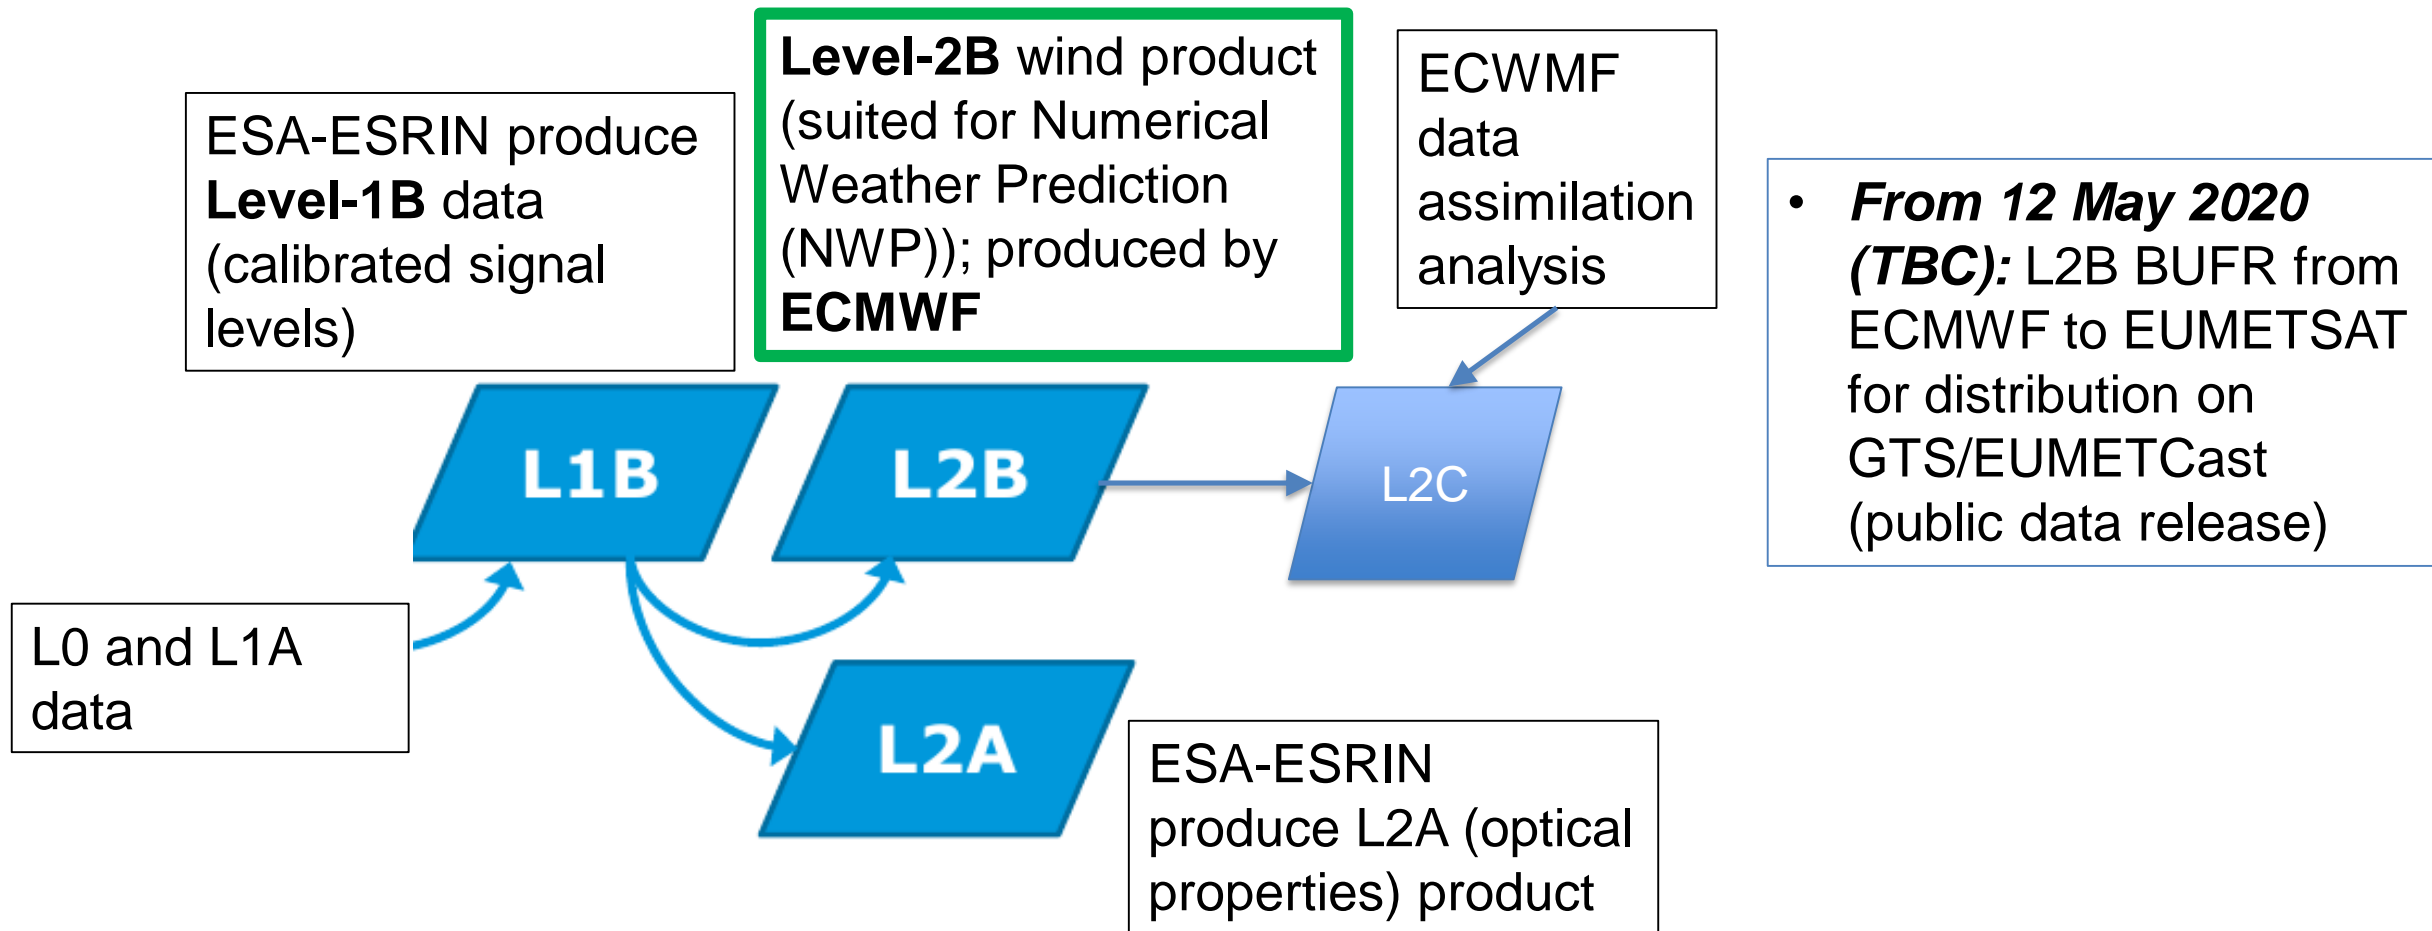 ESA-ESRIN produce
Level-1B data
(calibrated signal
levels)
Level-2B wind product
(suited for Numerical
Weather Prediction
(NWP)); produced by
ECMWF
ECWMF
data
assimilation
analysis
• From 12 May 2020
(TBC): L2B BUFR from
ECMWF to EUMETSAT
for distribution on
GTS/EUMETCast
(public data release)
L1B
L2B
L2C
L0 and L1A
data
L2A
ESA-ESRIN
produce L2A (optical
properties) product